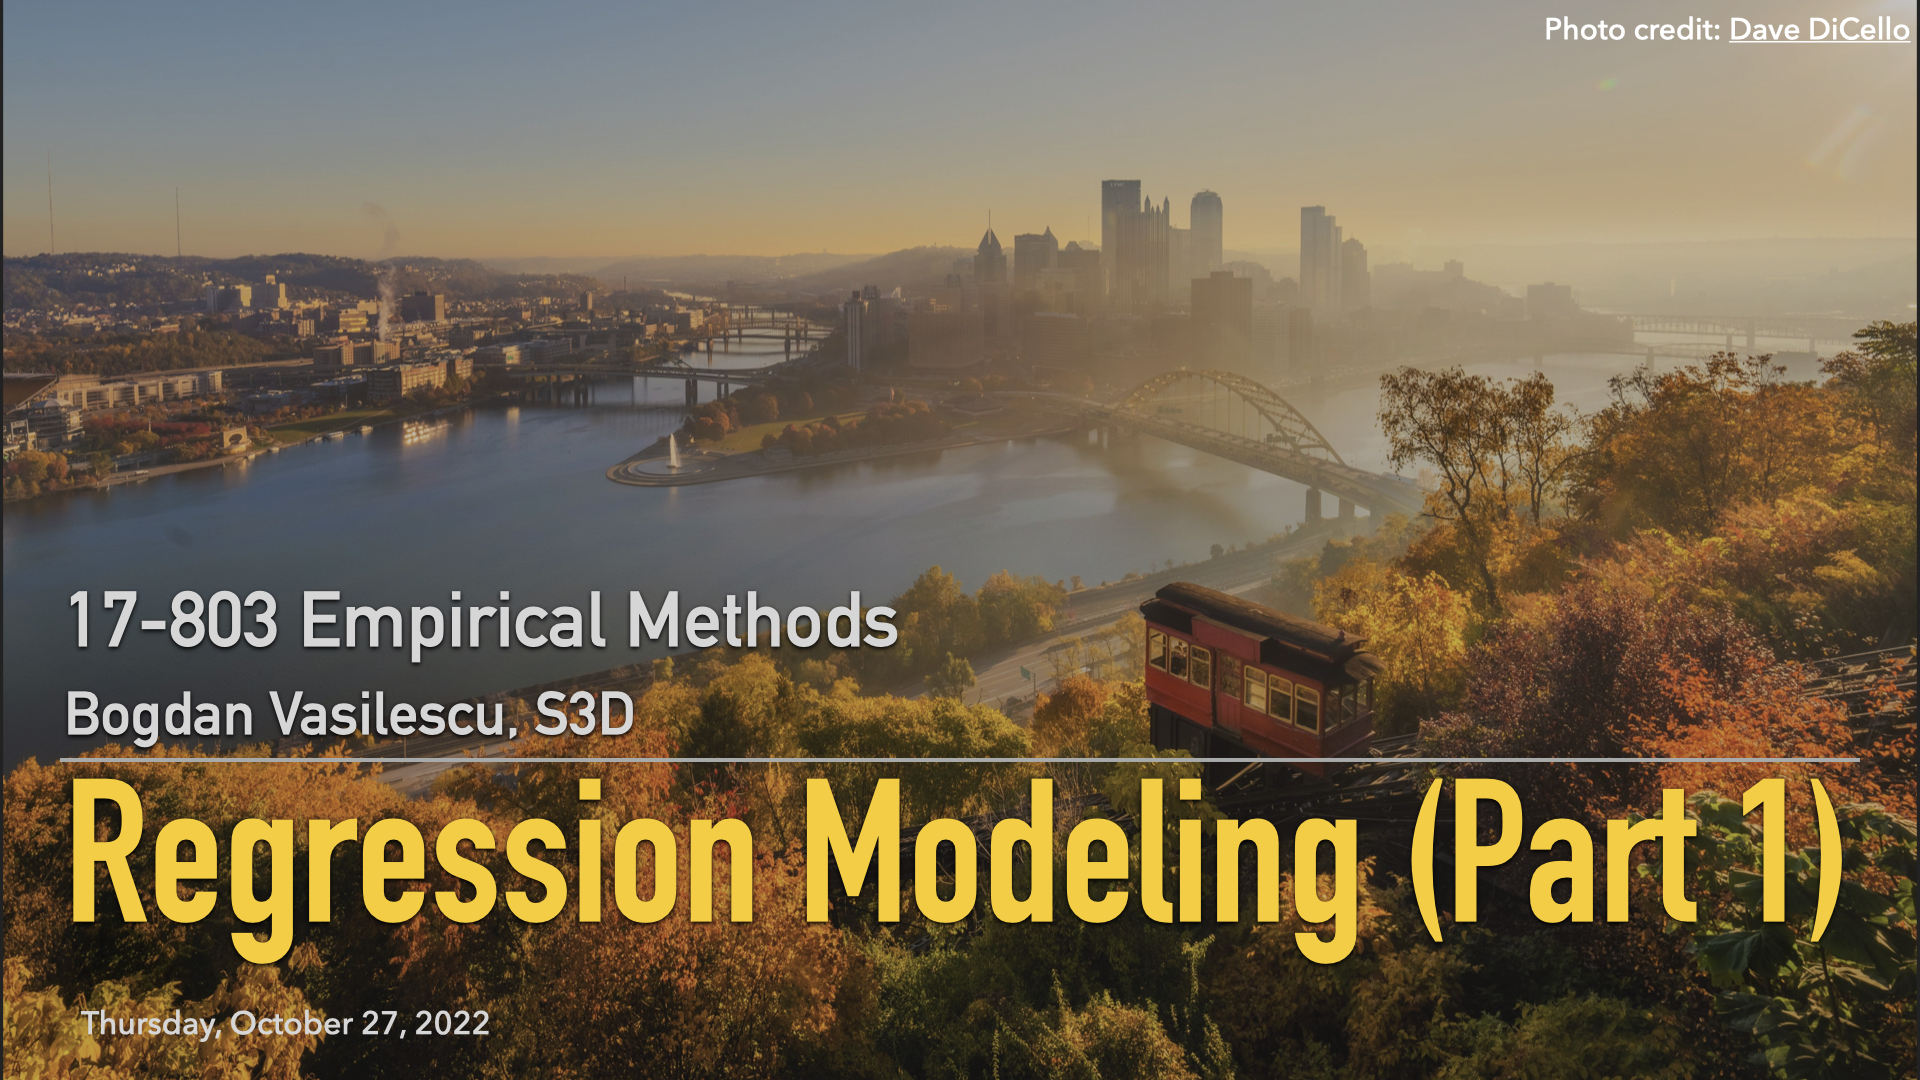 Photo credit: Dave DiCello
17-803 Empirical Methods
Bogdan Vasilescu, S3D
Regression Modeling (Part 1)
Thursday, October 27, 2022